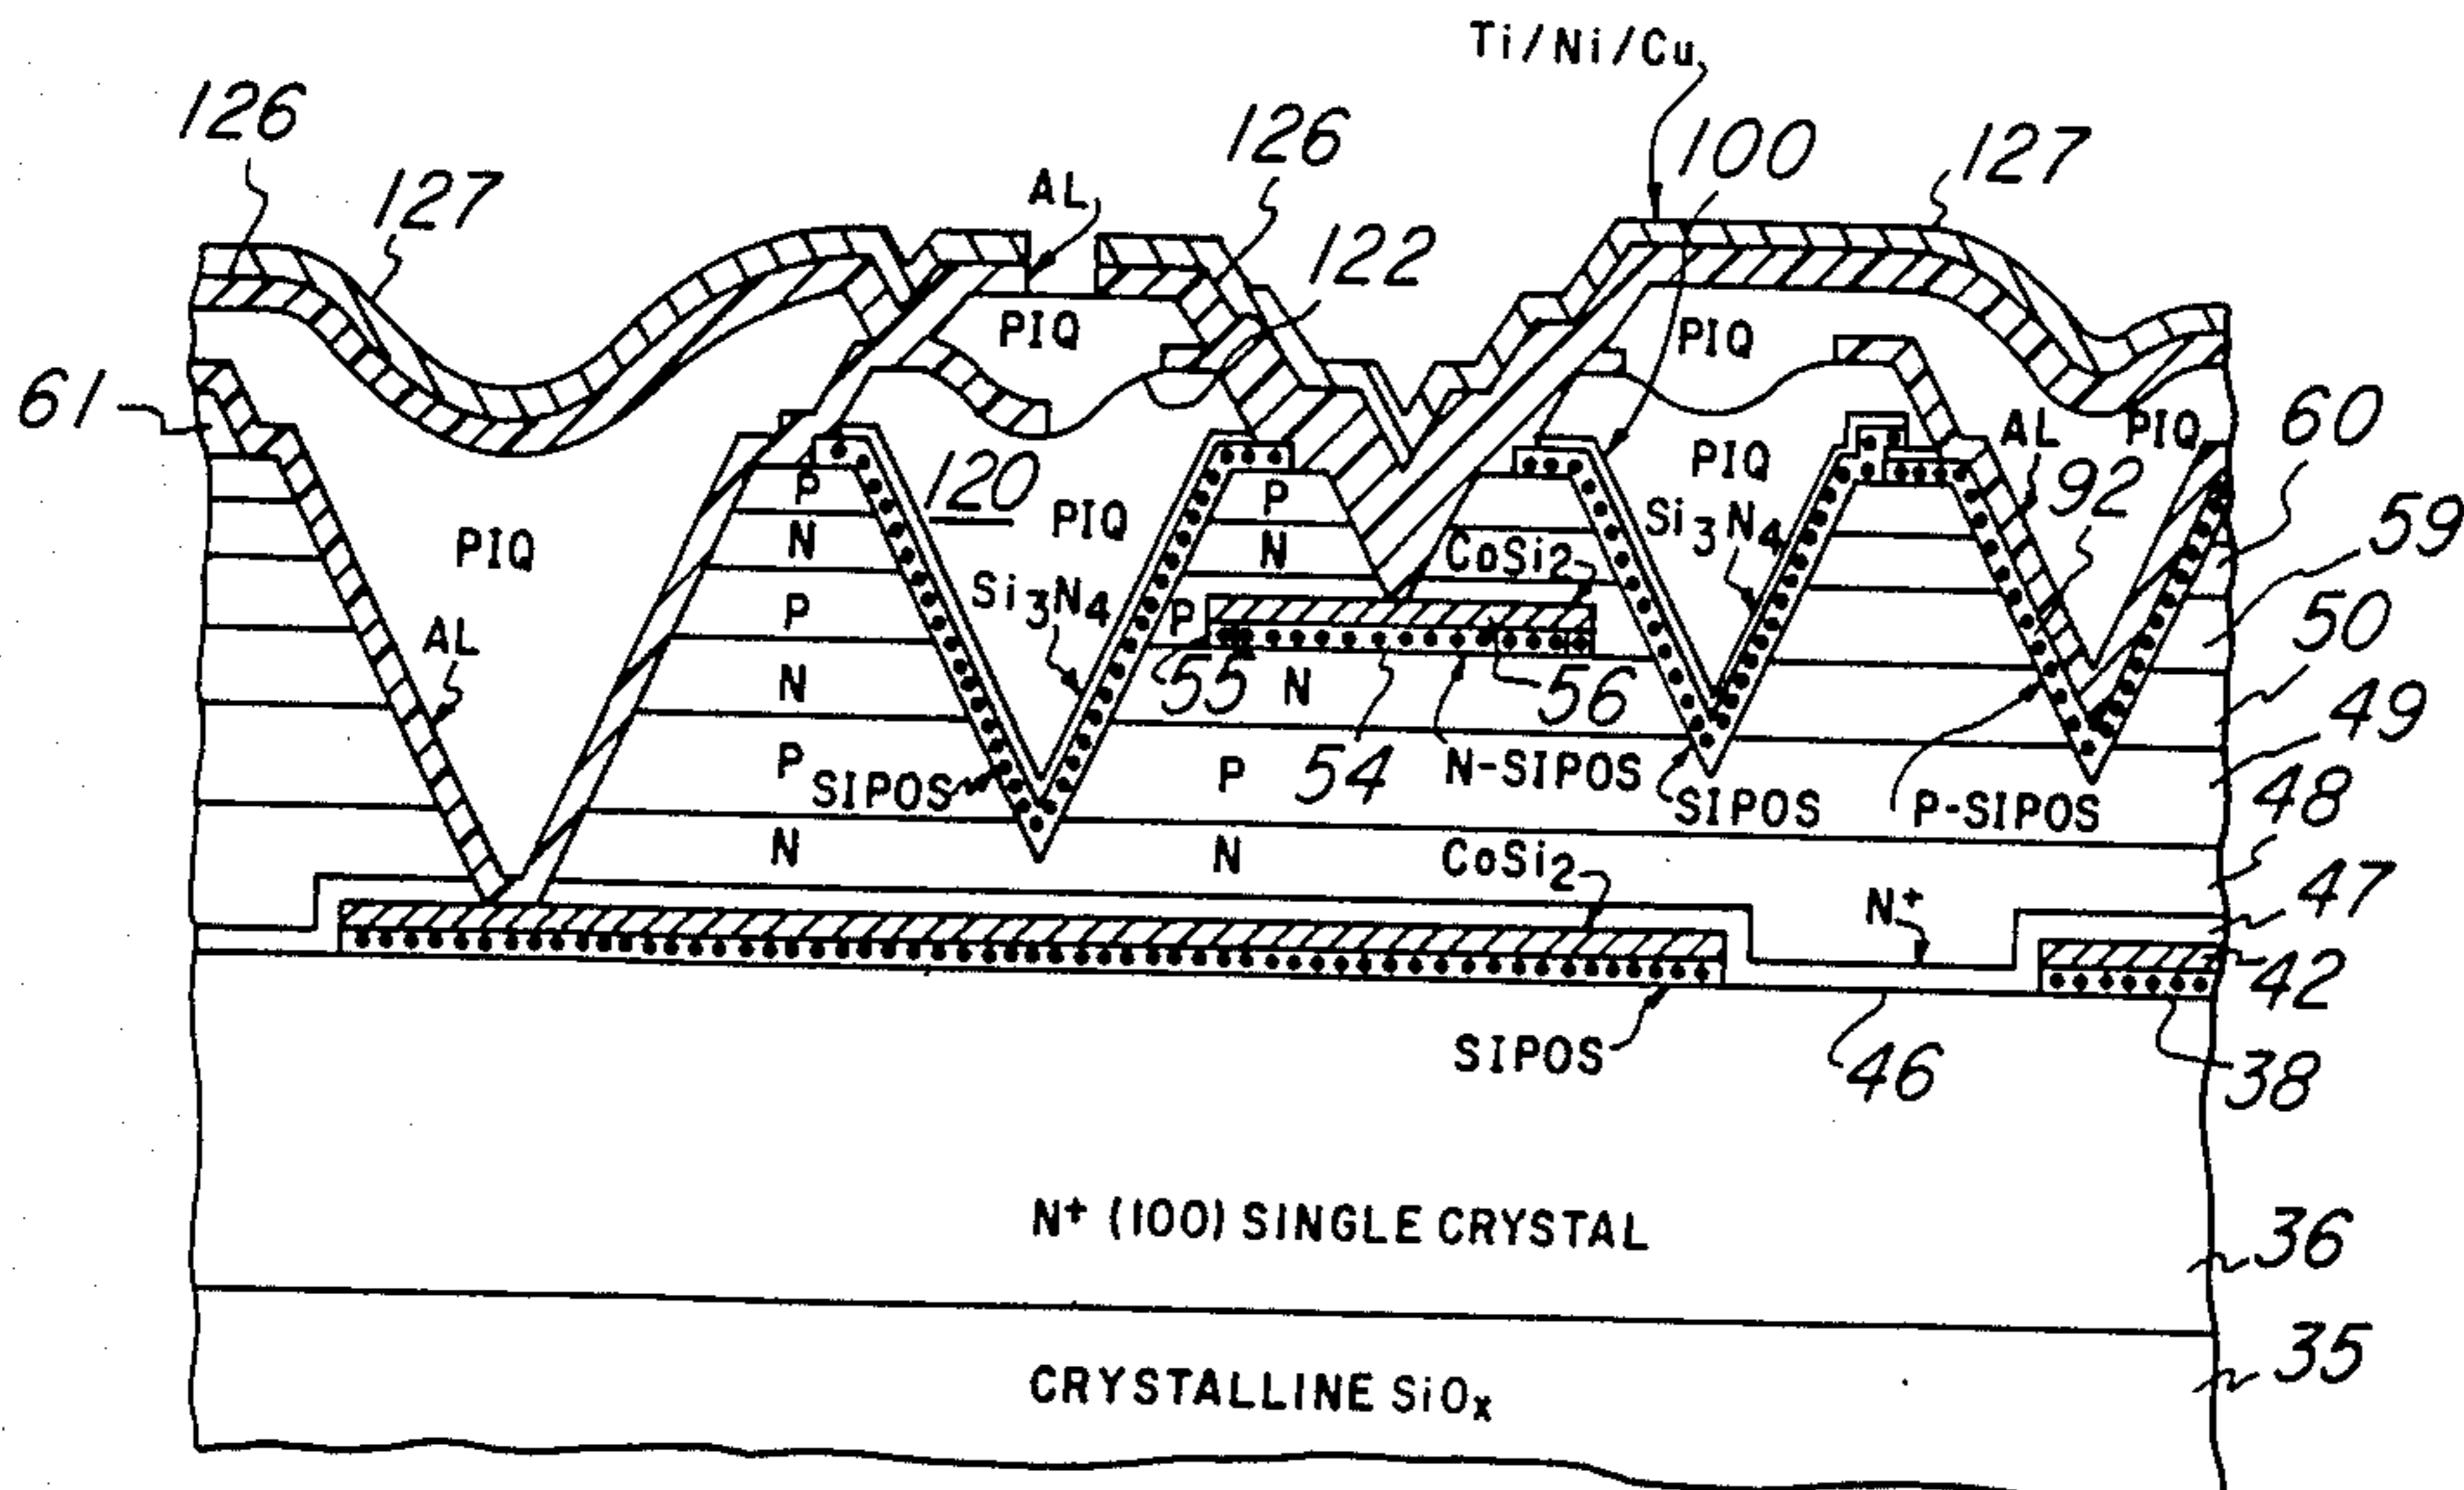 Ti/Ni/Cu
126
127
AL
126
122
100
127
PIQ
PIQ
61
120
PIQ
PIQ
PIQ
AL
PIQ
60
92
59
P
N
P
N
P
N
P
N
Si3N4
CoSi2
Si3N4
P
50
AL
55
N
56
49
SIPOS
P
54
N-SIPOS
SIPOS
P-SIPOS
48
N
CoSi2
N+
47
42
SIPOS
46
38
N+ (100) SINGLE CRYSTAL
36
CRYSTALLINE SiOx
35